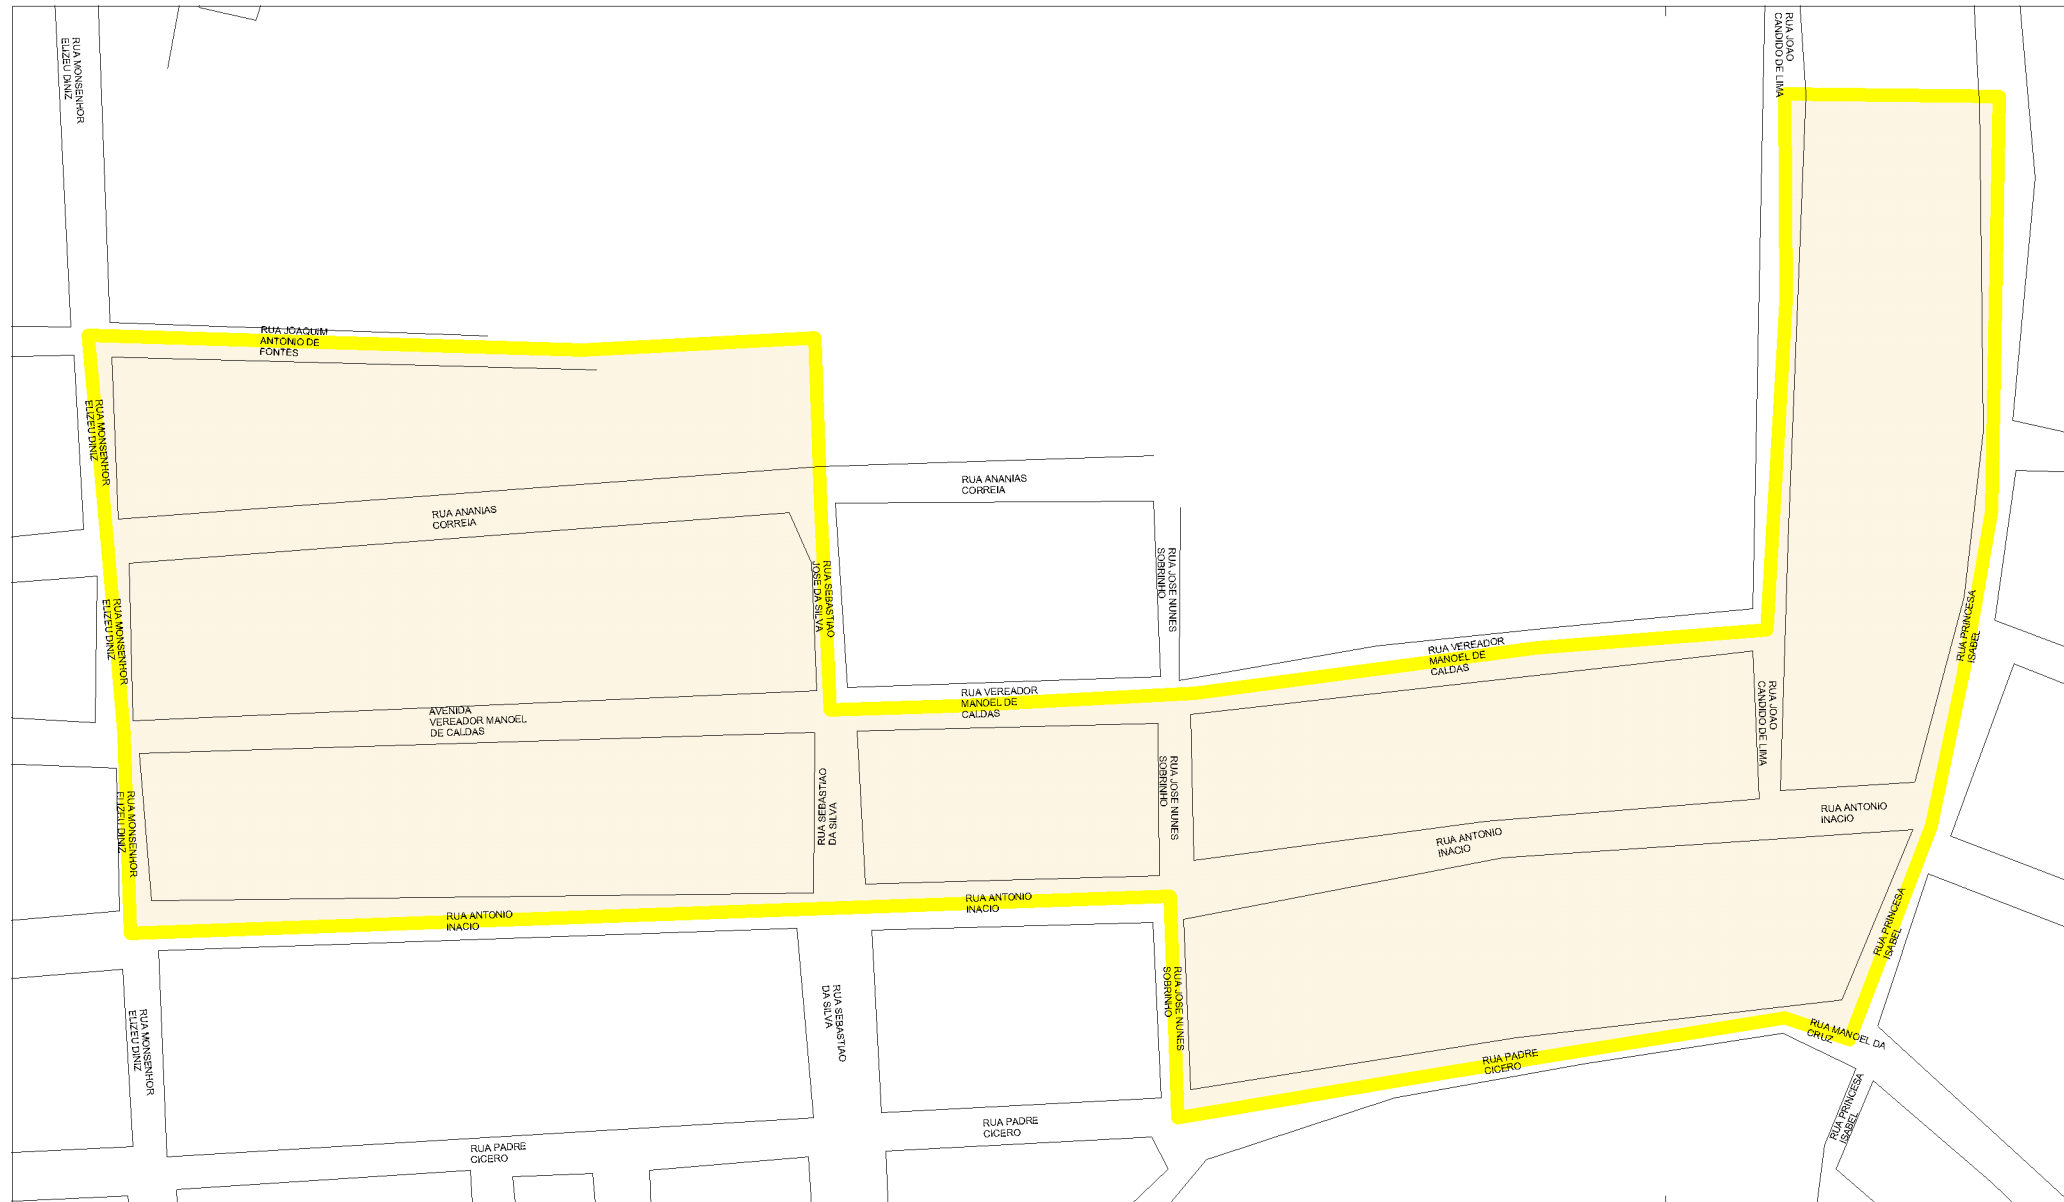 RUA MONSENHOR
ELIZEU DINIZ
RUA JOAO
CANDIDO DE LIMA
RUA JOAQUIM
ANTONIO DE
FONTES
RUA MONSENHOR
ELIZEU DINIZ
RUA ANANIAS
CORREIA
RUA ANANIAS
CORREIA
RUA SEBASTIAO
JOSE DA SILVA
RUA JOSE NUNES
SOBRINHO
RUA MONSENHOR
ELIZEU DINIZ
RUA PRINCESA
ISABEL
RUA VEREADOR
MANOEL DE
CALDAS
RUA VEREADOR
MANOEL DE
CALDAS
RUA JOAO
CANDIDO DE LIMA
AVENIDA
VEREADOR MANOEL
DE CALDAS
RUA SEBASTIAO
DA SILVA
RUA JOSE NUNES
SOBRINHO
RUA MONSENHOR
ELIZEU DINIZ
RUA ANTONIO
INACIO
RUA ANTONIO
INACIO
RUA ANTONIO
INACIO
RUA ANTONIO
INACIO
RUA PRINCESA
ISABEL
RUA SEBASTIAO
DA SILVA
RUA JOSE NUNES
SOBRINHO
RUA MONSENHOR
ELIZEU DINIZ
RUA MANOEL DA
CRUZ
RUA PADRE
CICERO
RUA PRINCESA
ISABEL
RUA PADRE
CICERO
RUA PADRE
CICERO